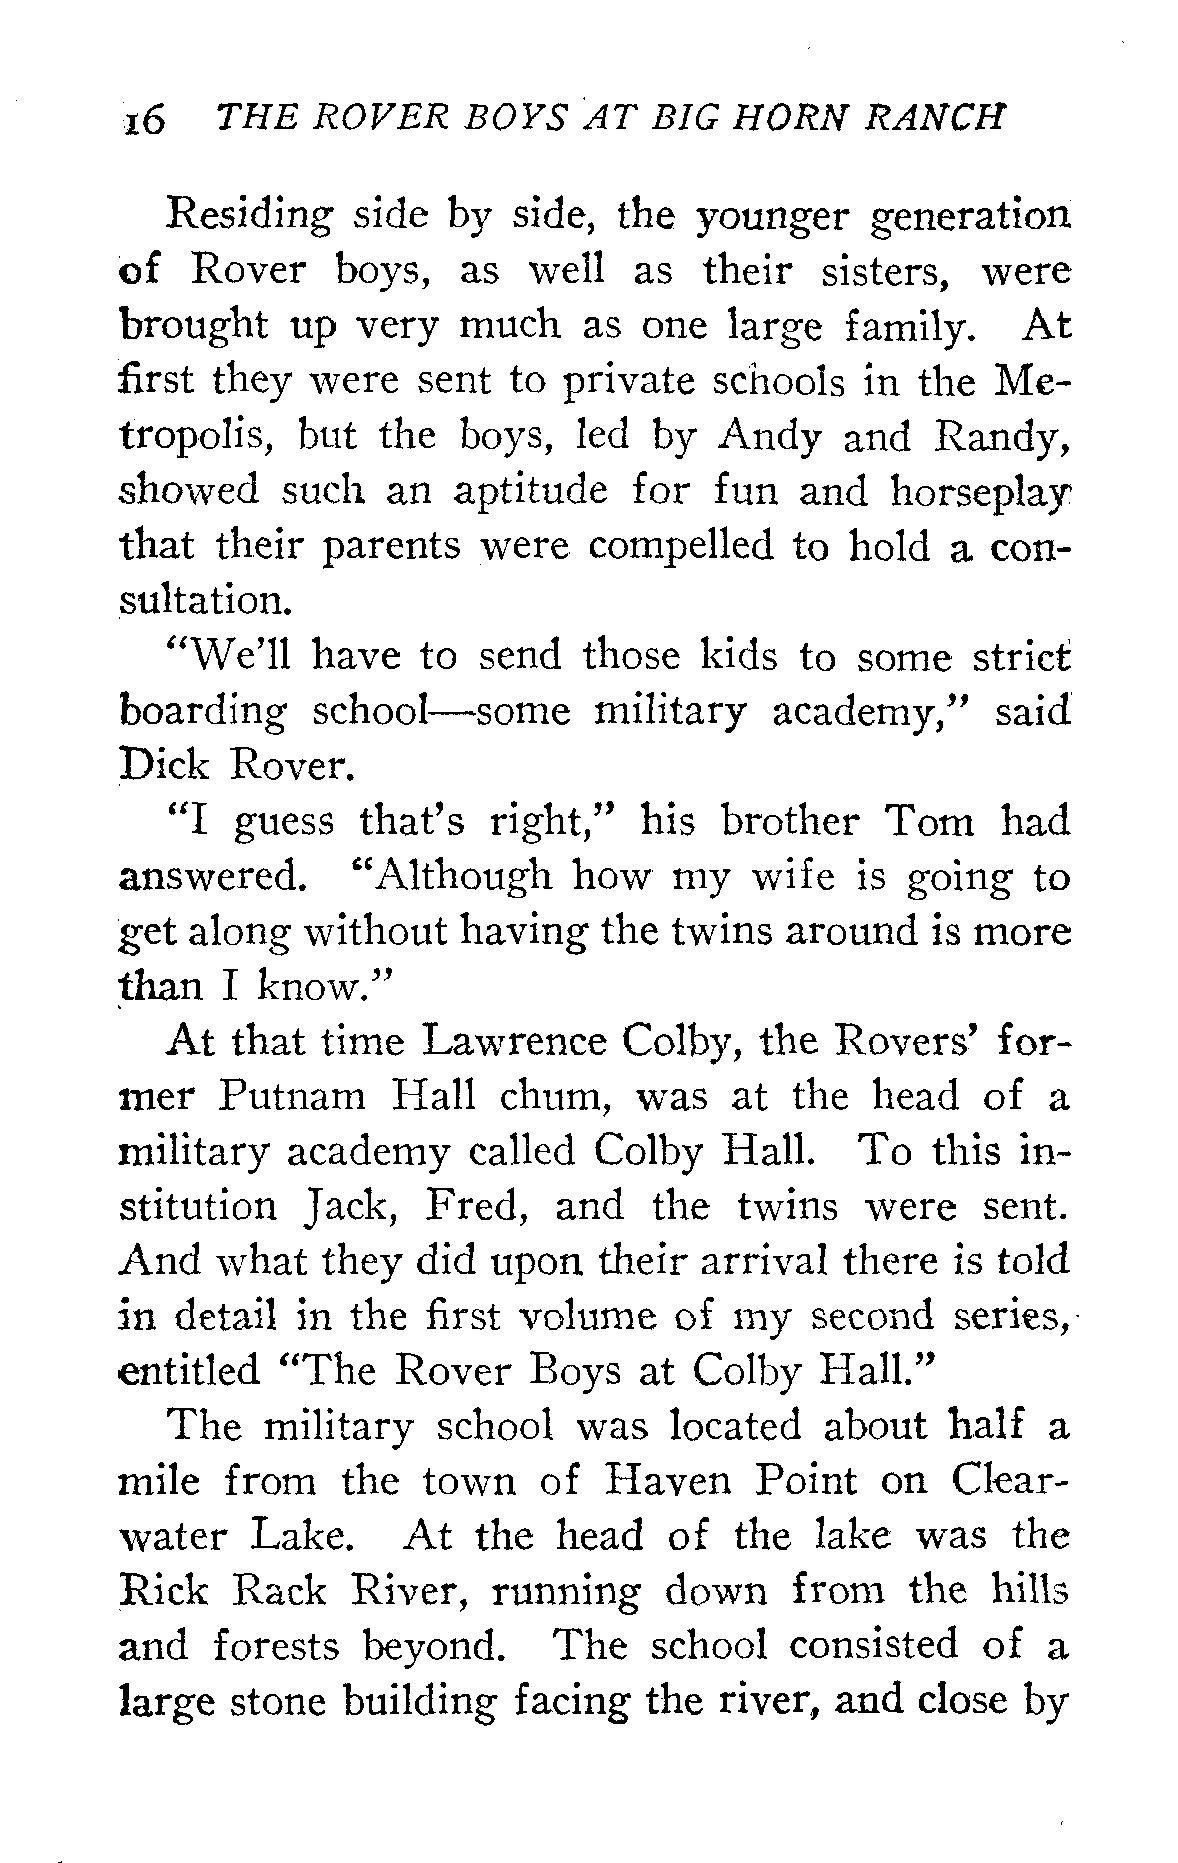 16 THE ROVER BOYS AT BIG HORN RANCH
Residing side by side, the younger generation
of Rover boys, as well as their sisters, were
brought up very much as one large family. At
first they were sent to private schools in the Me-
tropolis, but the boys, led by Andy and Randy,
showed such an aptitude for fun and horseplay
that their parents were compelled to hold a con-
sultation.
“We’ll have to send those kids to some strict
boarding school—some military academy,” said
Dick Rover.
“I guess that’s right,” his brother Tom had
answered. “Although how my wife is going to
get along without having the twins around is more
than I know.”
At that time Lawrence Colby, the Rovers’ for-
mer Putnam Hall chum, was at the head of a
military academy called Colby Hall. To this in-
stitution Jack, Fred, and the twins were sent.
And what they did upon their arrival there is told
in detail in the first volume of my second series,
entitled “The Rover Boys at Colby Hall.”
The military school was located about half a
mile from the town of Haven Point on Clear-
water Lake. At the head of the lake was the
Rick Rack River, running down from the hills
and forests beyond. The school consisted of a
large stone building facing the river, and close by